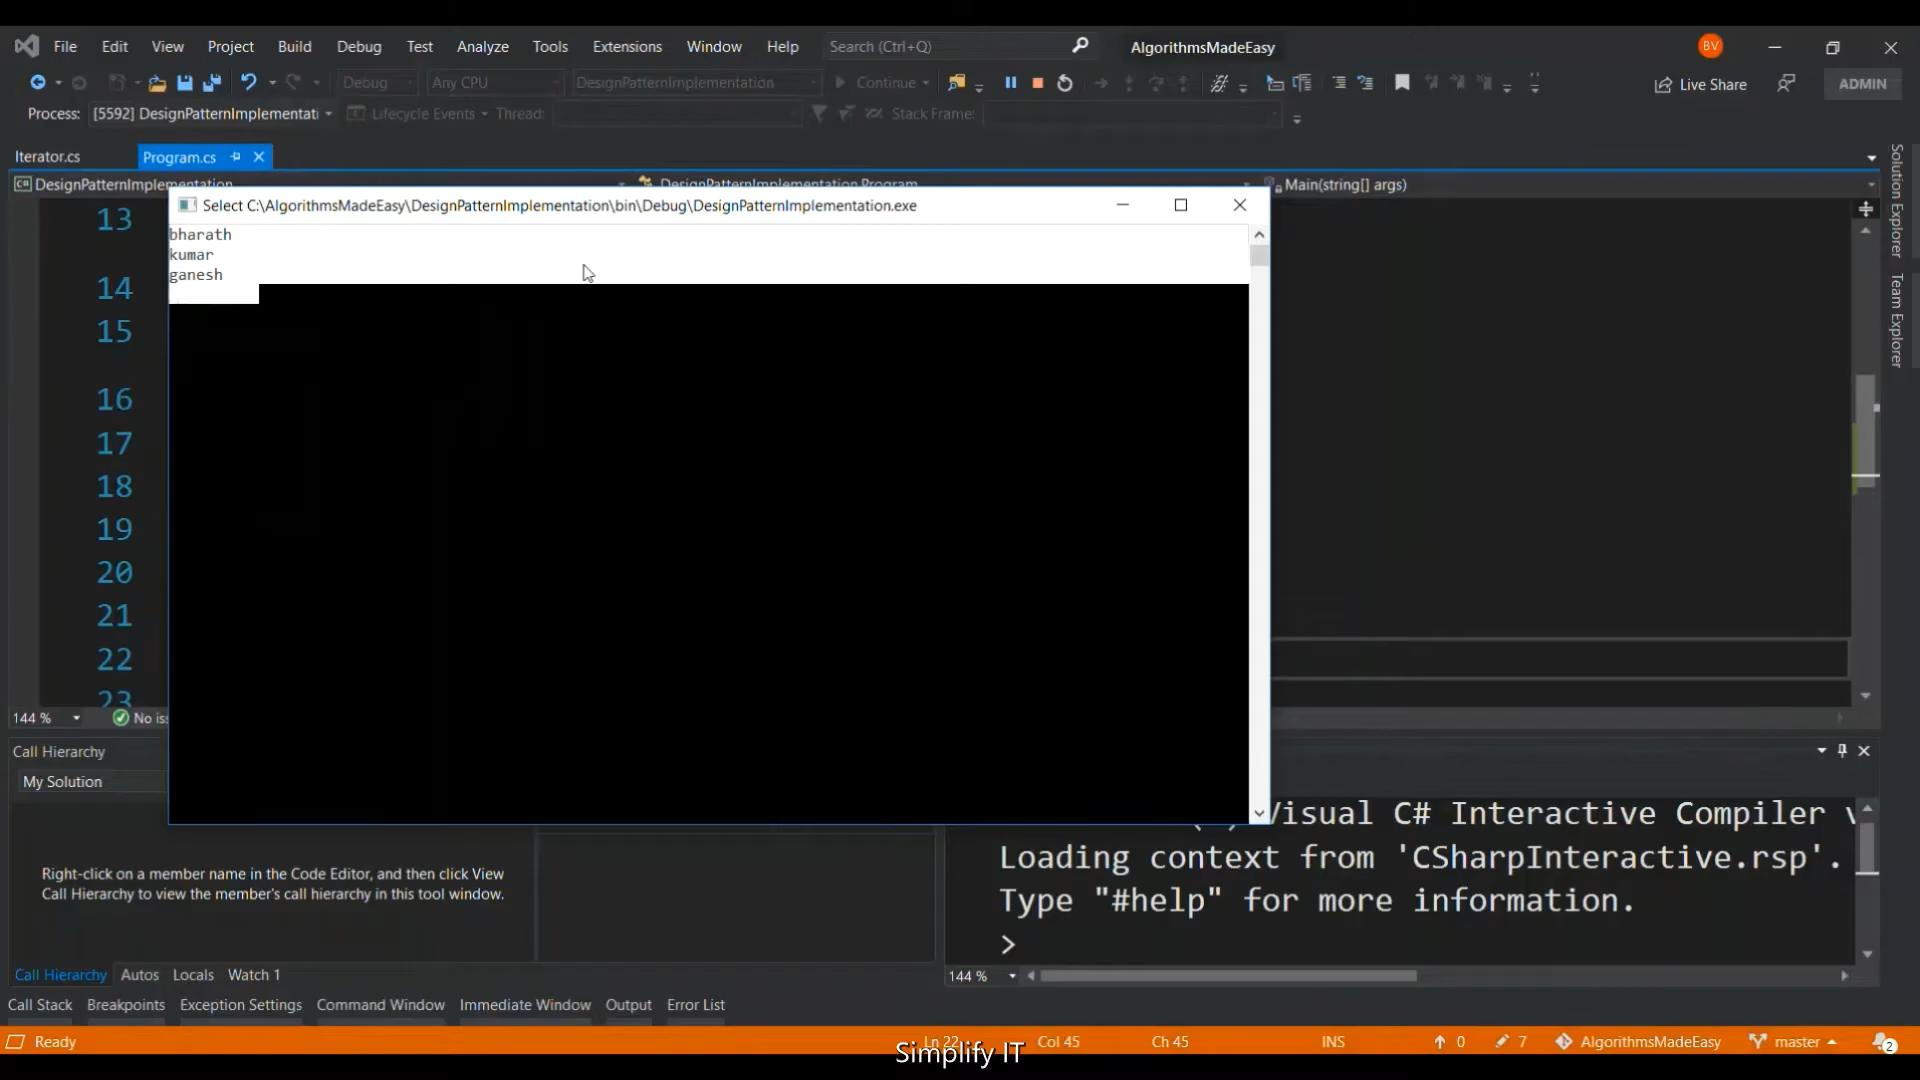 File Edit View Project Build Debug Test Analyze Tools Extensions Window Help Search (Ctrl+Q) AlgorithmsMadeEasy BV
Debug Any CPU DesignPatternImplementation Continue Live Share ADMIN
Process: [5592] DesignPatternImplementati Lifecycle Events Thread: Stack Frame:
Iterator.cs Program.cs
C# DesignPatternImplementation DesignPatternImplementation.Program Main(string[] args)
Solution Explorer
Team Explorer
Select C:\AlgorithmsMadeEasy\DesignPatternImplementation\bin\Debug\DesignPatternImplementation.exe
bharath
kumar
ganesh
13
14
15
16
17
18
19
20
21
22
23
144 % No iss
Call Hierarchy
My Solution
Right-click on a member name in the Code Editor, and then click View
Call Hierarchy to view the member's call hierarchy in this tool window.
Visual C# Interactive Compiler v
Loading context from 'CSharpInteractive.rsp'.
Type "#help" for more information.
>
144 %
Call Hierarchy Autos Locals Watch 1
Call Stack Breakpoints Exception Settings Command Window Immediate Window Output Error List
Ready Ln 22 Col 45 Ch 45 INS 0 7 AlgorithmsMadeEasy master 2
Simplify IT